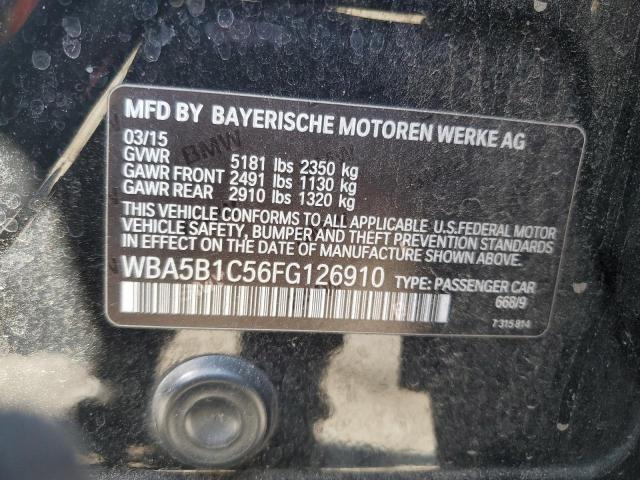 MFD BY BAYERISCHE MOTOREN WERKE AG
03/15
BMW
GVWR 5181 lbs 2350 kg
GAWR FRONT 2491 lbs 1130 kg
GAWR REAR 2910 lbs 1320 kg
THIS VEHICLE CONFORMS TO ALL APPLICABLE U.S.FEDERAL MOTOR
VEHICLE SAFETY, BUMPER AND THEFT PREVENTION STANDARDS
IN EFFECT ON THE DATE OF MANUFACTURE SHOWN ABOVE.
WBA5B1C56FG126910 TYPE: PASSENGER CAR
668/9
7 315 814